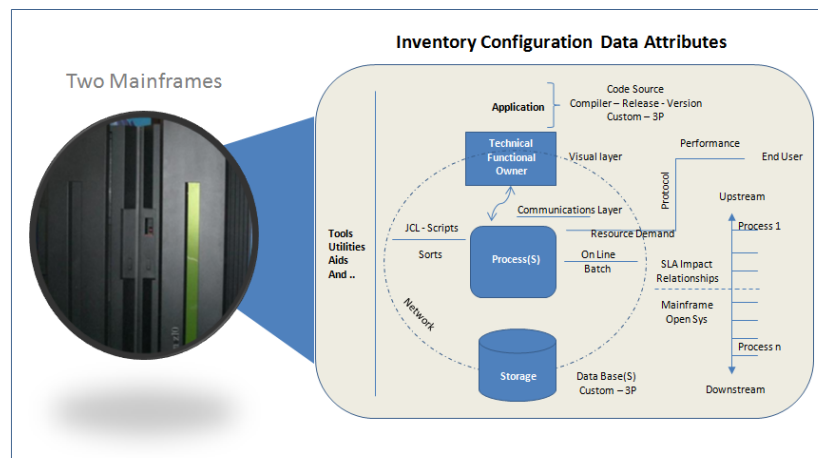 Inventory Configuration Data Attributes
Two Mainframes
Code Source
Compiler – Release - Version
Custom – 3P
Application
Technical
Functional
Owner
Visual layer
Performance
End User
Protocol
Upstream
Communications Layer
Resource Demand
Process 1
JCL - Scripts
Sorts
Tools
Utilities
Aids
And ..
Process(S)
On Line
Batch
SLA Impact
Relationships
Mainframe
Open Sys
Network
Process n
Storage
Data Base(S)
Custom – 3P
Downstream
z10